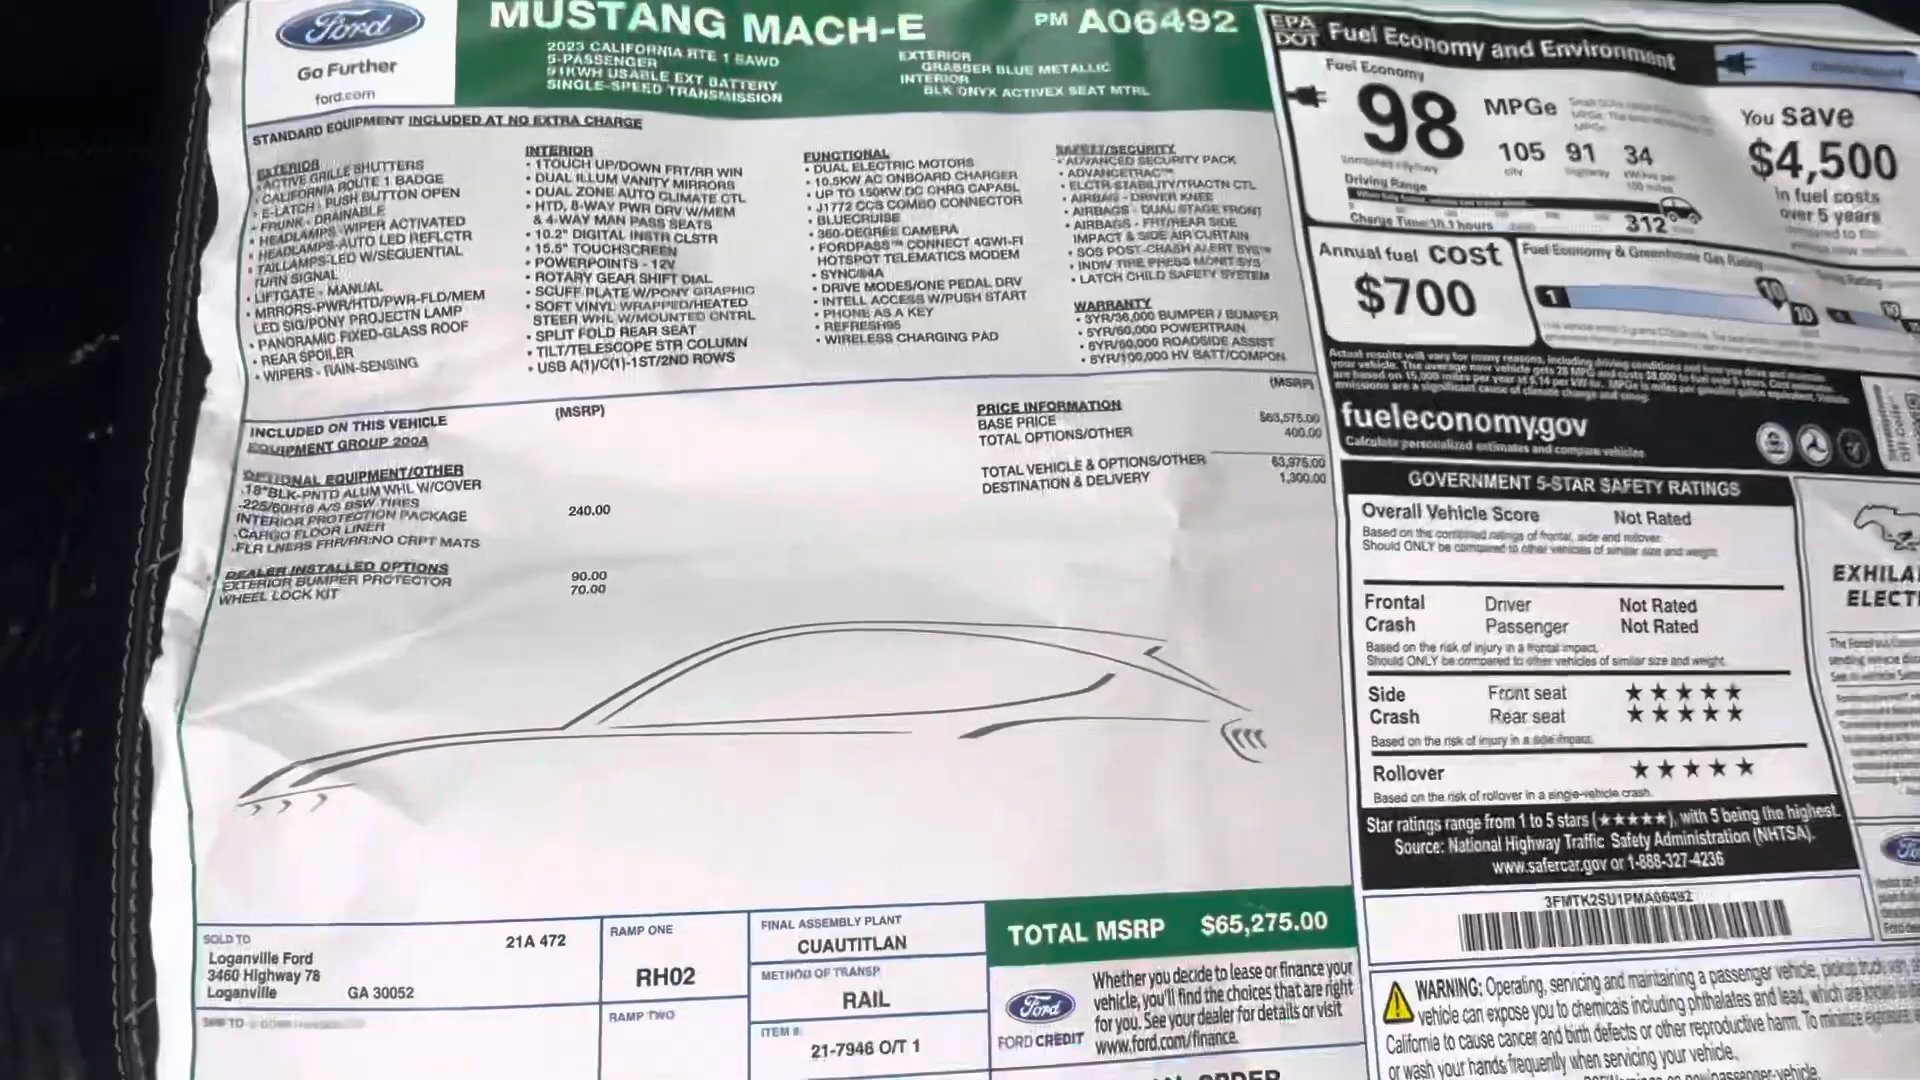 Ford
Go Further
ford.com
MUSTANG MACH-E
PM A06492
2023 CALIFORNIA RTE 1 EAWD
5-PASSENGER
91KWH USABLE EXT BATTERY
SINGLE-SPEED TRANSMISSION
EXTERIOR
GRABBER BLUE METALLIC
INTERIOR
BLK ONYX ACTIVEX SEAT MTRL
STANDARD EQUIPMENT INCLUDED AT NO EXTRA CHARGE
EXTERIOR
• ACTIVE GRILLE SHUTTERS
• CALIFORNIA ROUTE 1 BADGE
• E-LATCH - PUSH BUTTON OPEN
• FRUNK - DRAINABLE
• HEADLAMPS - WIPER ACTIVATED
• HEADLAMPS-AUTO LED REFLCTR
• TAILLAMPS-LED W/SEQUENTIAL
TURN SIGNAL
• LIFTGATE - MANUAL
• MRRORS-PWR/HTD/PWR-FLD/MEM
LED SIG/PONY PROJECTN LAMP
• PANORAMIC FIXED-GLASS ROOF
• REAR SPOILER
• WIPERS - RAIN-SENSING
INTERIOR
• 1TOUCH UP/DOWN FRT/RR WIN
• DUAL ILLUM VANITY MIRRORS
• DUAL ZONE AUTO CLIMATE CTL
• HTD, 8-WAY PWR DRV W/MEM
& 4-WAY MAN PASS SEATS
• 10.2" DIGITAL INSTR CLSTR
• 15.5" TOUCHSCREEN
• POWERPOINTS - 12V
• ROTARY GEAR SHIFT DIAL
• SCUFF PLATE W/PONY GRAPHIC
• SOFT VINYL WRAPPED/HEATED
STEER WHL W/MOUNTED CNTRL
• SPLIT FOLD REAR SEAT
• TILT/TELESCOPE STR COLUMN
• USB A(1)/C(1)-1ST/2ND ROWS
FUNCTIONAL
• DUAL ELECTRIC MOTORS
• 10.5KW AC ONBOARD CHARGER
• UP TO 150KW DC CHRG CAPABL
• J1772 CCS COMBO CONNECTOR
• BLUECRUISE
• 360-DEGREE CAMERA
• FORDPASS™ CONNECT 4GWI-FI
HOTSPOT TELEMATICS MODEM
• SYNC®4A
• DRIVE MODES/ONE PEDAL DRV
• INTELL ACCESS W/PUSH START
• PHONE AS A KEY
• REFRESH95
• WIRELESS CHARGING PAD
SAFETY/SECURITY
• ADVANCED SECURITY PACK
• ADVANCETRAC™
• ELCTR STABILITY/TRACTN CTL
• AIRBAG - DRIVER KNEE
• AIRBAGS - DUAL STAGE FRONT
• AIRBAGS - FRT/REAR SIDE
IMPACT & SIDE AIR CURTAIN
• SOS POST-CRASH ALERT SYS™
• INDIV TIRE PRESS MONIT SYS
• LATCH CHILD SAFETY SYSTEM
WARRANTY
• 3YR/36,000 BUMPER / BUMPER
• 5YR/60,000 POWERTRAIN
• 5YR/60,000 ROADSIDE ASSIST
• 8YR/100,000 HV BATT/COMPON
INCLUDED ON THIS VEHICLE
(MSRP)
EQUIPMENT GROUP 200A
OPTIONAL EQUIPMENT/OTHER
.18"BLK-PNTD ALUM WHL W/COVER
.225/60R18 A/S BSW TIRES
INTERIOR PROTECTION PACKAGE 240.00
.CARGO FLOOR LINER
.FLR LNERS FRR/RR:NO CRPT MATS
DEALER INSTALLED OPTIONS
EXTERIOR BUMPER PROTECTOR 90.00
WHEEL LOCK KIT 70.00
PRICE INFORMATION (MSRP)
BASE PRICE $63,575.00
TOTAL OPTIONS/OTHER 400.00
TOTAL VEHICLE & OPTIONS/OTHER 63,975.00
DESTINATION & DELIVERY 1,300.00
SOLD TO
21A 472
Loganville Ford
3460 Highway 78
Loganville GA 30052
SHIP TO
RAMP ONE
RH02
RAMP TWO
FINAL ASSEMBLY PLANT
CUAUTITLAN
METHOD OF TRANSP
RAIL
ITEM #:
21-7946 O/T 1
TOTAL MSRP $65,275.00
Ford
FORD CREDIT
Whether you decide to lease or finance your
vehicle, you'll find the choices that are right
for you. See your dealer for details or visit
www.ford.com/finance.
EPA
DOT
Fuel Economy and Environment
Fuel Economy
98 MPGe
105 91 34
city highway
Driving Range
312
Charge Time:
hours
You save
$4,500
in fuel costs
over 5 years
Annual fuel cost
$700
Fuel Economy & Greenhouse Gas Rating
1
10
10
fueleconomy.gov
Calculate personalized estimates and compare vehicles
GOVERNMENT 5-STAR SAFETY RATINGS
Overall Vehicle Score Not Rated
Based on the combined ratings of frontal, side and rollover.
Should ONLY be compared to other vehicles of similar size and weight.
Frontal Driver Not Rated
Crash Passenger Not Rated
Based on the risk of injury in a frontal impact.
Should ONLY be compared to other vehicles of similar size and weight.
Side Front seat ★★★★★
Crash Rear seat ★★★★★
Based on the risk of injury in a side impact.
Rollover ★★★★★
Based on the risk of rollover in a single-vehicle crash.
Star ratings range from 1 to 5 stars (★★★★★), with 5 being the highest.
Source: National Highway Traffic Safety Administration (NHTSA).
www.safercar.gov or 1-888-327-4236
3FMTK2SU1PMA06492
WARNING: Operating, servicing and maintaining a passenger vehicle, pickup truck, van,
vehicle can expose you to chemicals including phthalates and lead, which are known
California to cause cancer and birth defects or other reproductive harm. To minimize exposure
or wash your hands frequently when servicing your vehicle.
EXHILA
ELECT